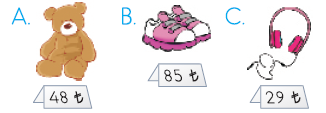 A. B. C.
48 ₺ 85 ₺ 29 ₺